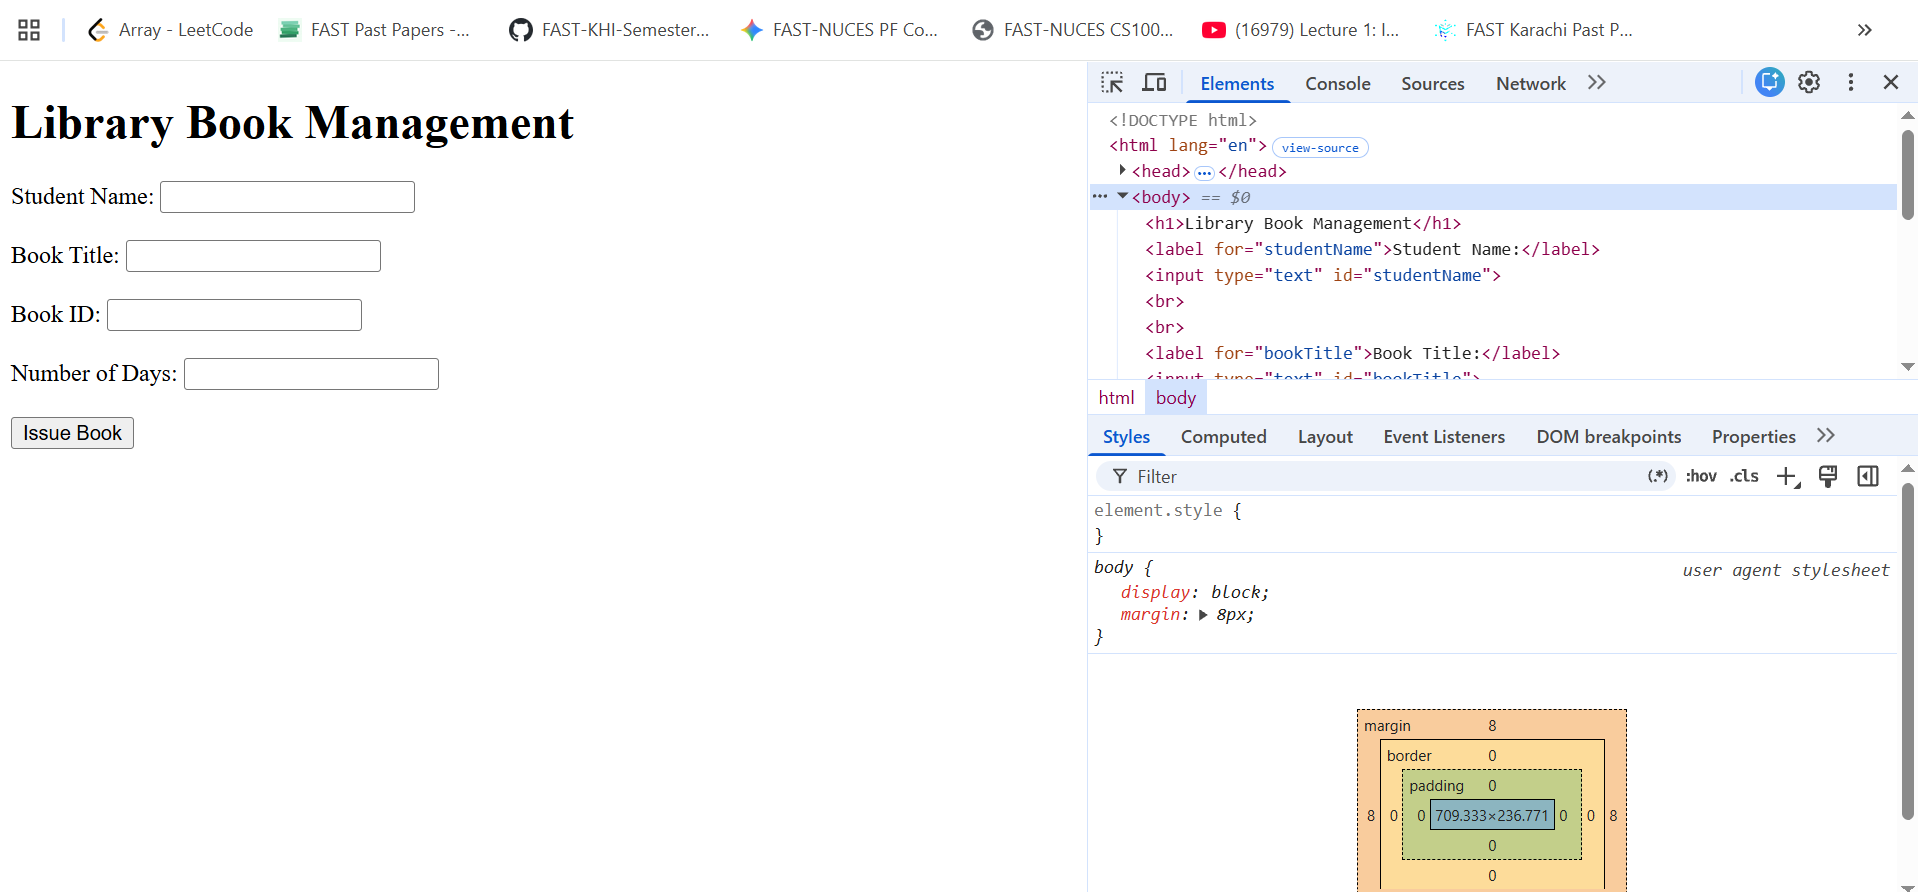 Array - LeetCode FAST Past Papers -... FAST-KHI-Semester... FAST-NUCES PF Co... FAST-NUCES CS100... (16979) Lecture 1: I... FAST Karachi Past P... »
Library Book Management
Student Name:
Book Title:
Book ID:
Number of Days:
Issue Book
Elements Console Sources Network »
<!DOCTYPE html>
<html lang="en"> view-source
<head> ... </head>
... <body> == $0
<h1>Library Book Management</h1>
<label for="studentName">Student Name:</label>
<input type="text" id="studentName">
<br>
<br>
<label for="bookTitle">Book Title:</label>
<input type="text" id="bookTitle">
html body
Styles Computed Layout Event Listeners DOM breakpoints Properties »
Filter (.*) :hov .cls
element.style {
}
body { user agent stylesheet
display: block;
margin: 8px;
}
margin 8
border 0
padding 0
8 0 0 709.333×236.771 0 0 8
0
0